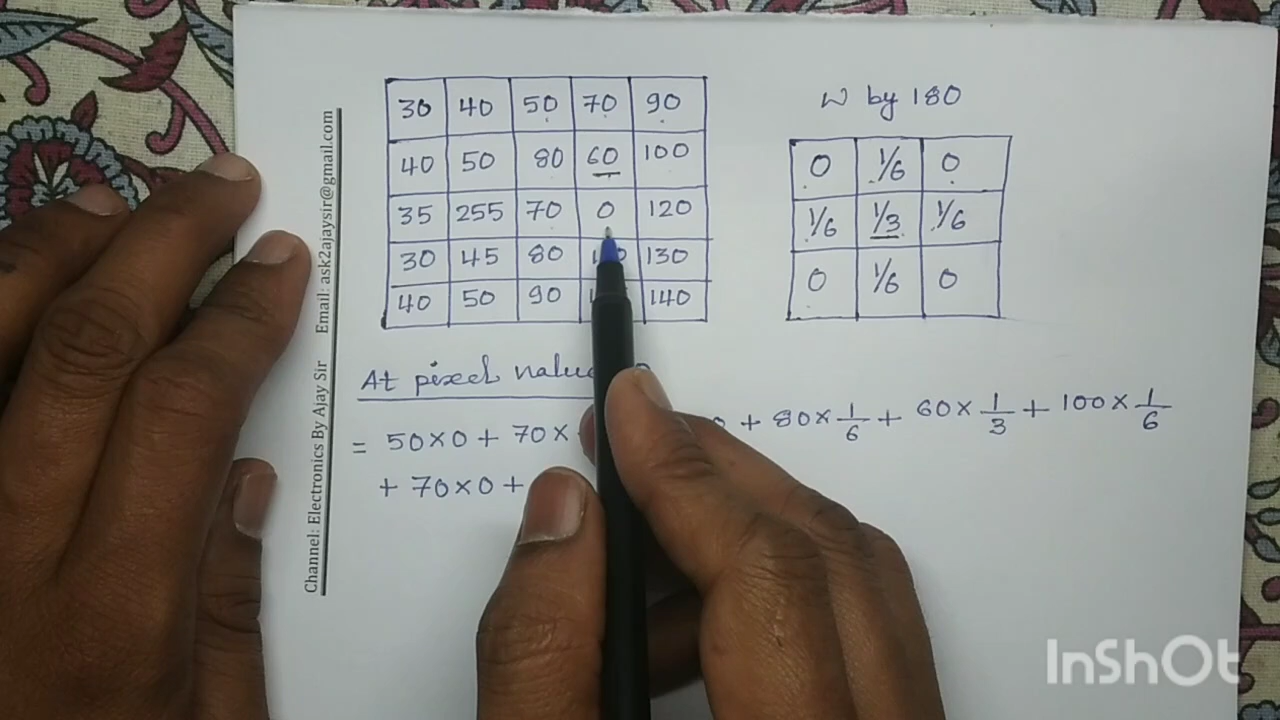 30 40 50 70 90
40 50 80 60 100
35 255 70 0 120
30 45 80 130
40 50 90 140
W by 180
0 1/6 0
1/6 1/3 1/6
0 1/6 0
At pixel value
= 50×0 + 70× + 80×1/6 + 60×1/3 + 100×1/6
+ 70×0 +
Channel: Electronics By Ajay Sir Email: ask2ajaysir@gmail.com
InShOt